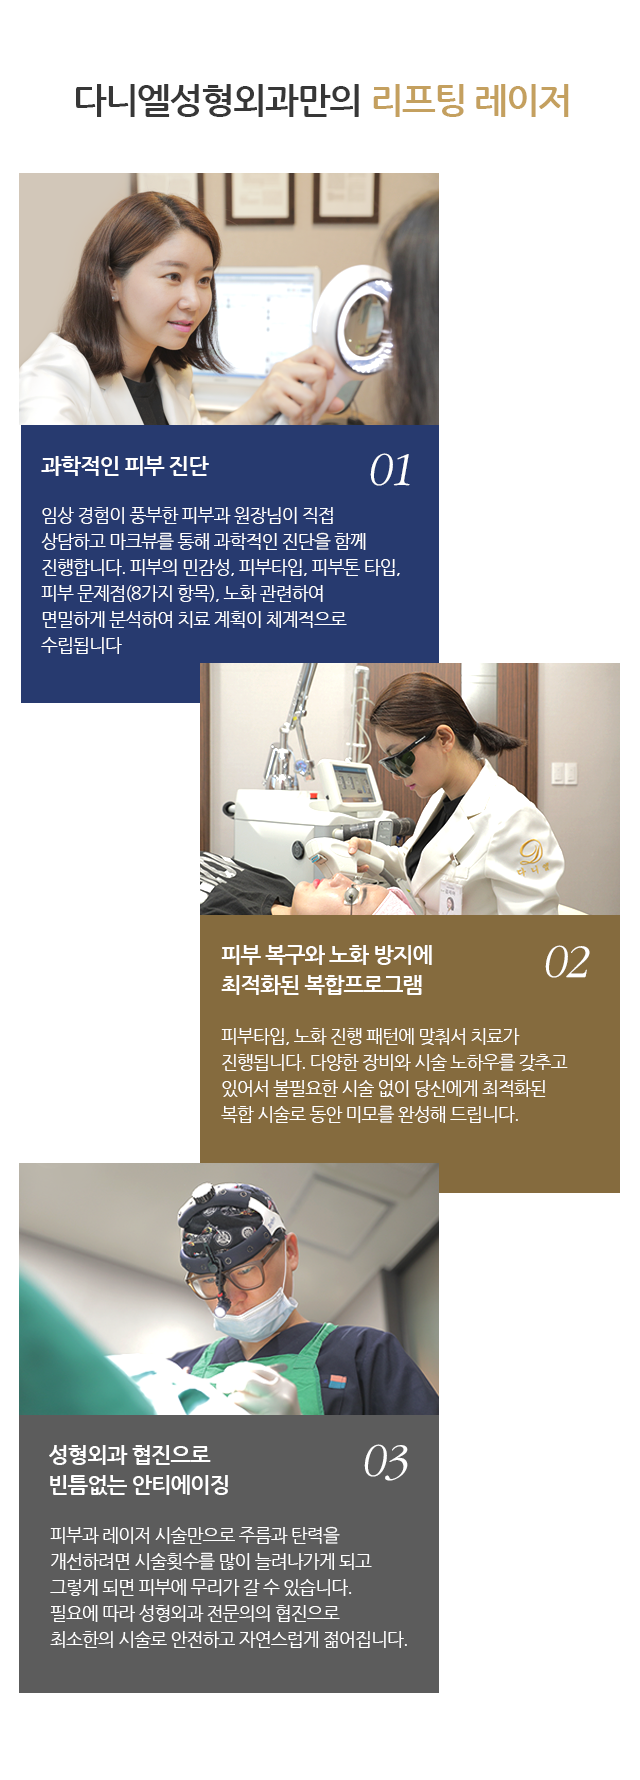 다니엘성형외과만의 리프팅 레이저
과학적인 피부 진단
01
임상 경험이 풍부한 피부과 원장님이 직접
상담하고 마크뷰를 통해 과학적인 진단을 함께
진행합니다. 피부의 민감성, 피부타입, 피부톤 타입,
피부 문제점(8가지 항목), 노화 관련하여
면밀하게 분석하여 치료 계획이 체계적으로
수립됩니다
다니엘
피부 복구와 노화 방지에
최적화된 복합프로그램
02
피부타입, 노화 진행 패턴에 맞춰서 치료가
진행됩니다. 다양한 장비와 시술 노하우를 갖추고
있어서 불필요한 시술 없이 당신에게 최적화된
복합 시술로 동안 미모를 완성해 드립니다.
성형외과 협진으로
빈틈없는 안티에이징
03
피부과 레이저 시술만으로 주름과 탄력을
개선하려면 시술횟수를 많이 늘려나가게 되고
그렇게 되면 피부에 무리가 갈 수 있습니다.
필요에 따라 성형외과 전문의의 협진으로
최소한의 시술로 안전하고 자연스럽게 젊어집니다.